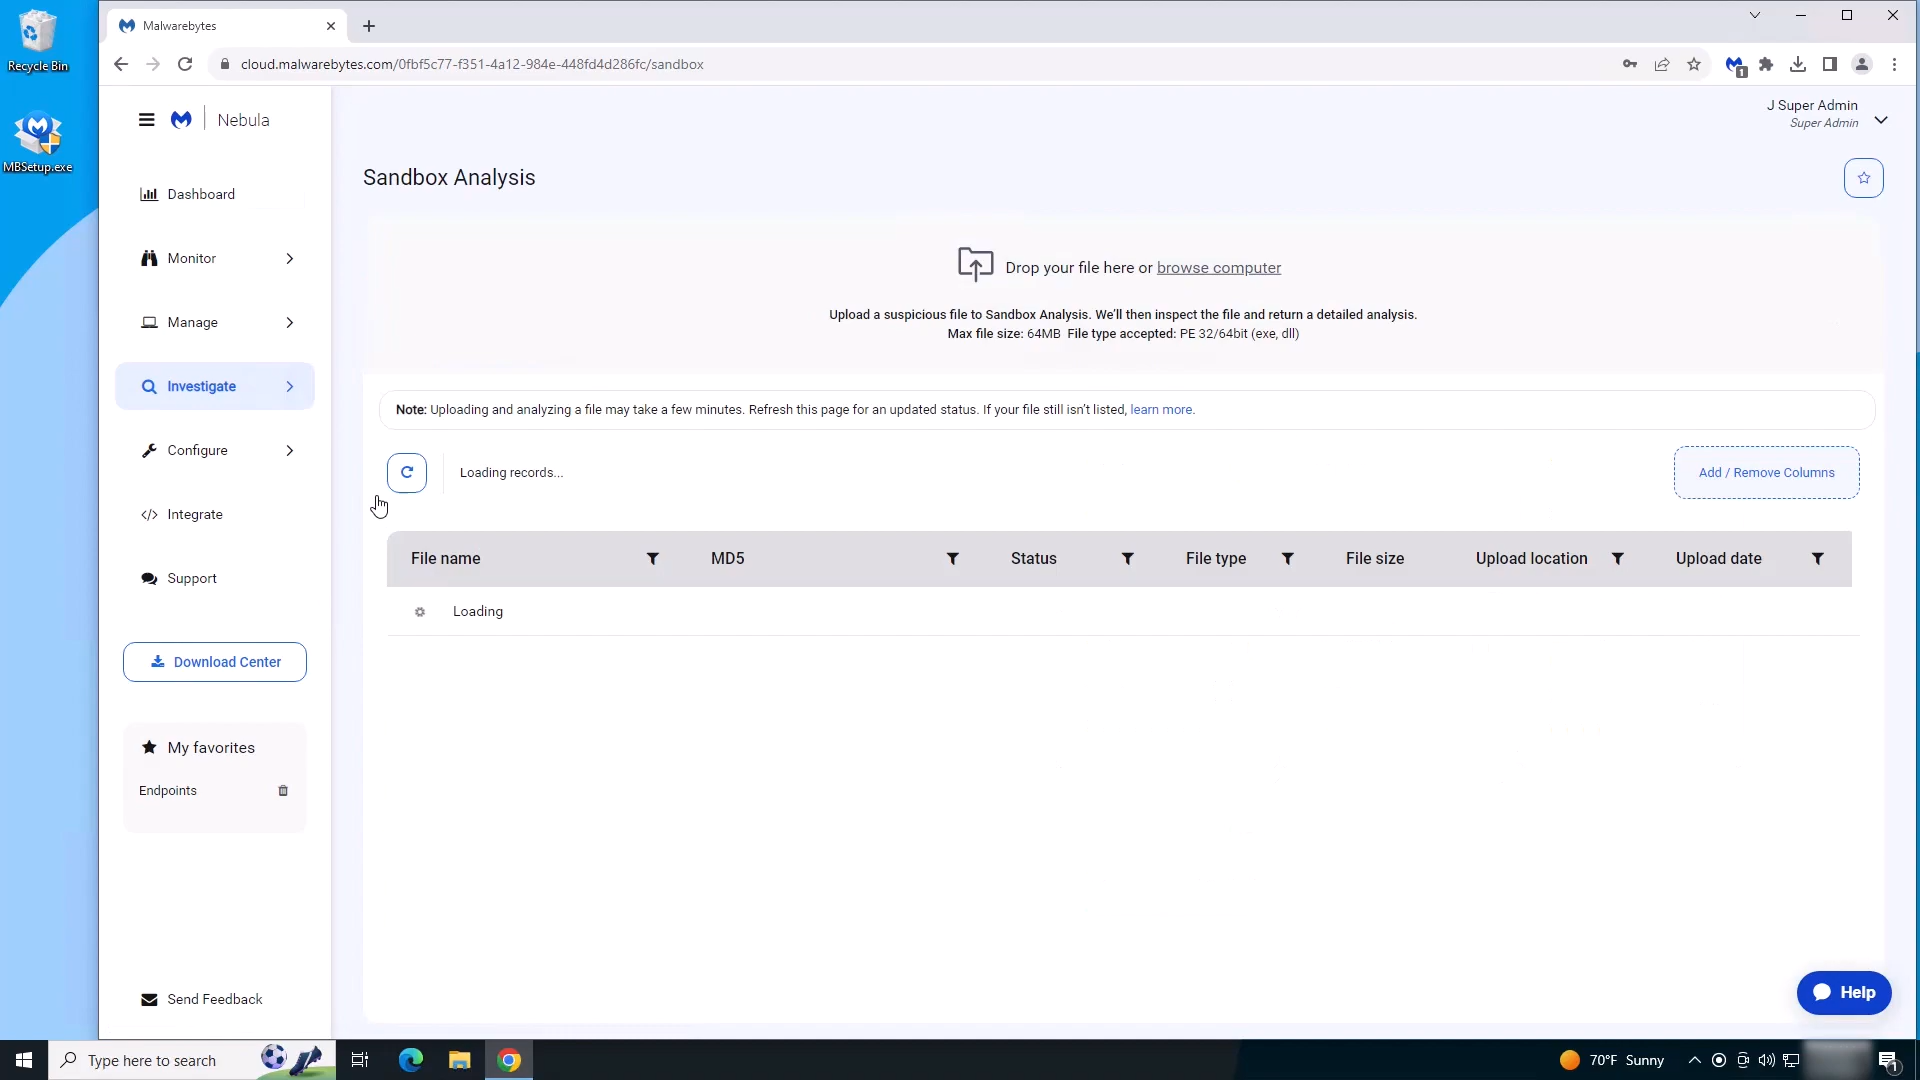 Recycle Bin
MBSetup.exe
Malwarebytes
cloud.malwarebytes.com/0fbf5c77-f351-4a12-984e-448fd4d286fc/sandbox
1
Nebula
J Super Admin
Super Admin
Dashboard
Monitor
Manage
Investigate
Configure
Integrate
Support
Download Center
My favorites
Endpoints
Send Feedback
Sandbox Analysis
Drop your file here or browse computer
Upload a suspicious file to Sandbox Analysis. We'll then inspect the file and return a detailed analysis.
Max file size: 64MB File type accepted: PE 32/64bit (exe, dll)
Note: Uploading and analyzing a file may take a few minutes. Refresh this page for an updated status. If your file still isn't listed, learn more.
Loading records...
Add / Remove Columns
File name MD5 Status File type File size Upload location Upload date
Loading
Help
Type here to search
70°F Sunny
1